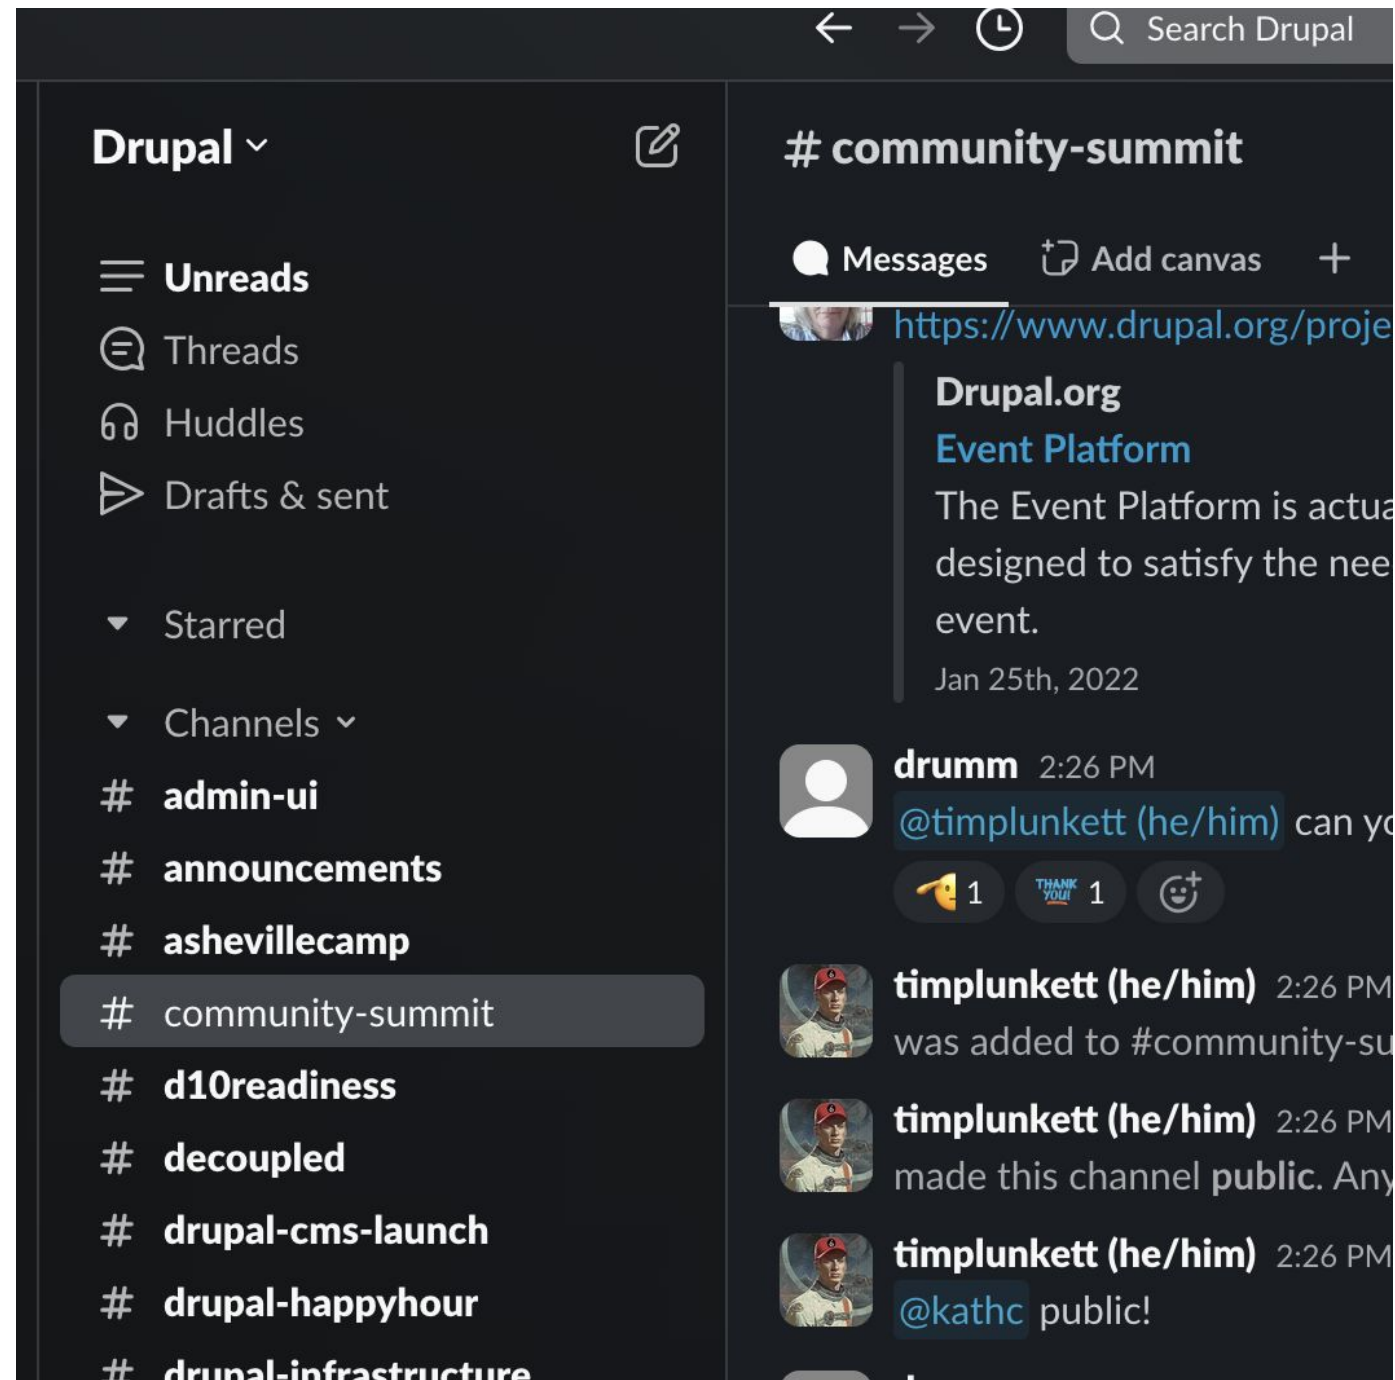 Search Drupal
Drupal
Unreads
Threads
Huddles
Drafts & sent
Starred
Channels
# admin-ui
# announcements
# ashevillecamp
# community-summit
# d10readiness
# decoupled
# drupal-cms-launch
# drupal-happyhour
# drupal-infrastructure
# community-summit
Messages
Add canvas
https://www.drupal.org/proje
Drupal.org
Event Platform
The Event Platform is actua
designed to satisfy the nee
event.
Jan 25th, 2022
drumm 2:26 PM
@timplunkett (he/him) can yo
1 THANK YOU! 1
timplunkett (he/him) 2:26 PM
was added to #community-su
timplunkett (he/him) 2:26 PM
made this channel public. Any
timplunkett (he/him) 2:26 PM
@kathc public!